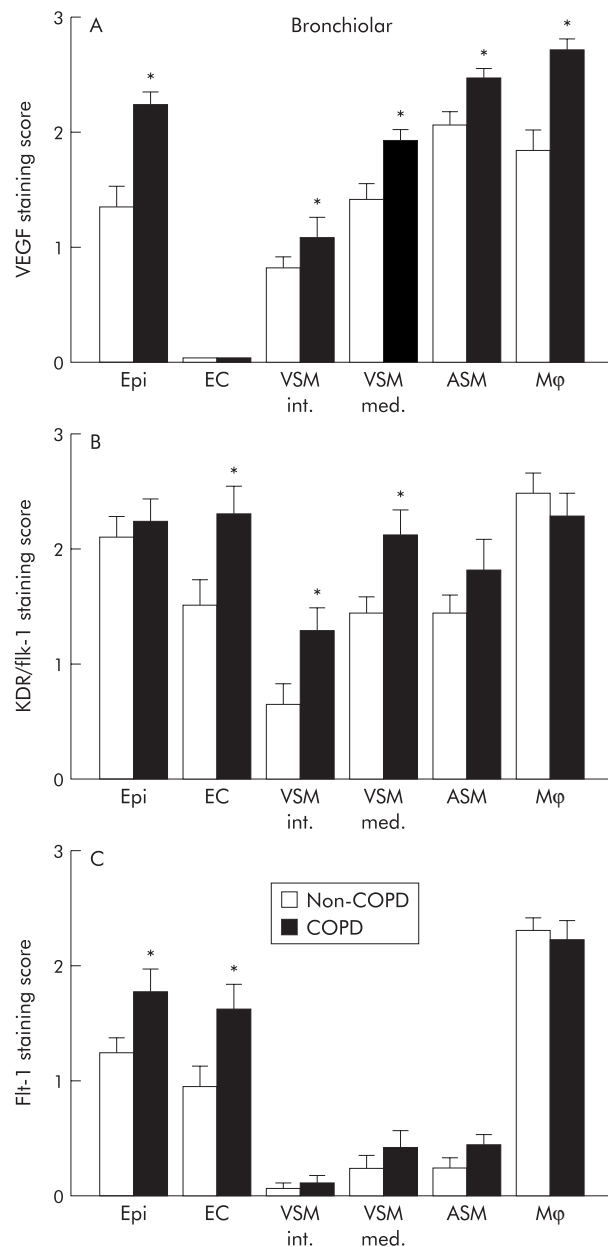 A
Bronchiolar
VEGF staining score
3
2
1
0
*
*
*
*
*
Epi EC VSM VSM ASM Mφ
int. med.
B
KDR/flk-1 staining score
3
2
1
0
*
*
*
Epi EC VSM VSM ASM Mφ
int. med.
C
Flt-1 staining score
3
2
1
0
*
*
Non-COPD
COPD
Epi EC VSM VSM ASM Mφ
int. med.